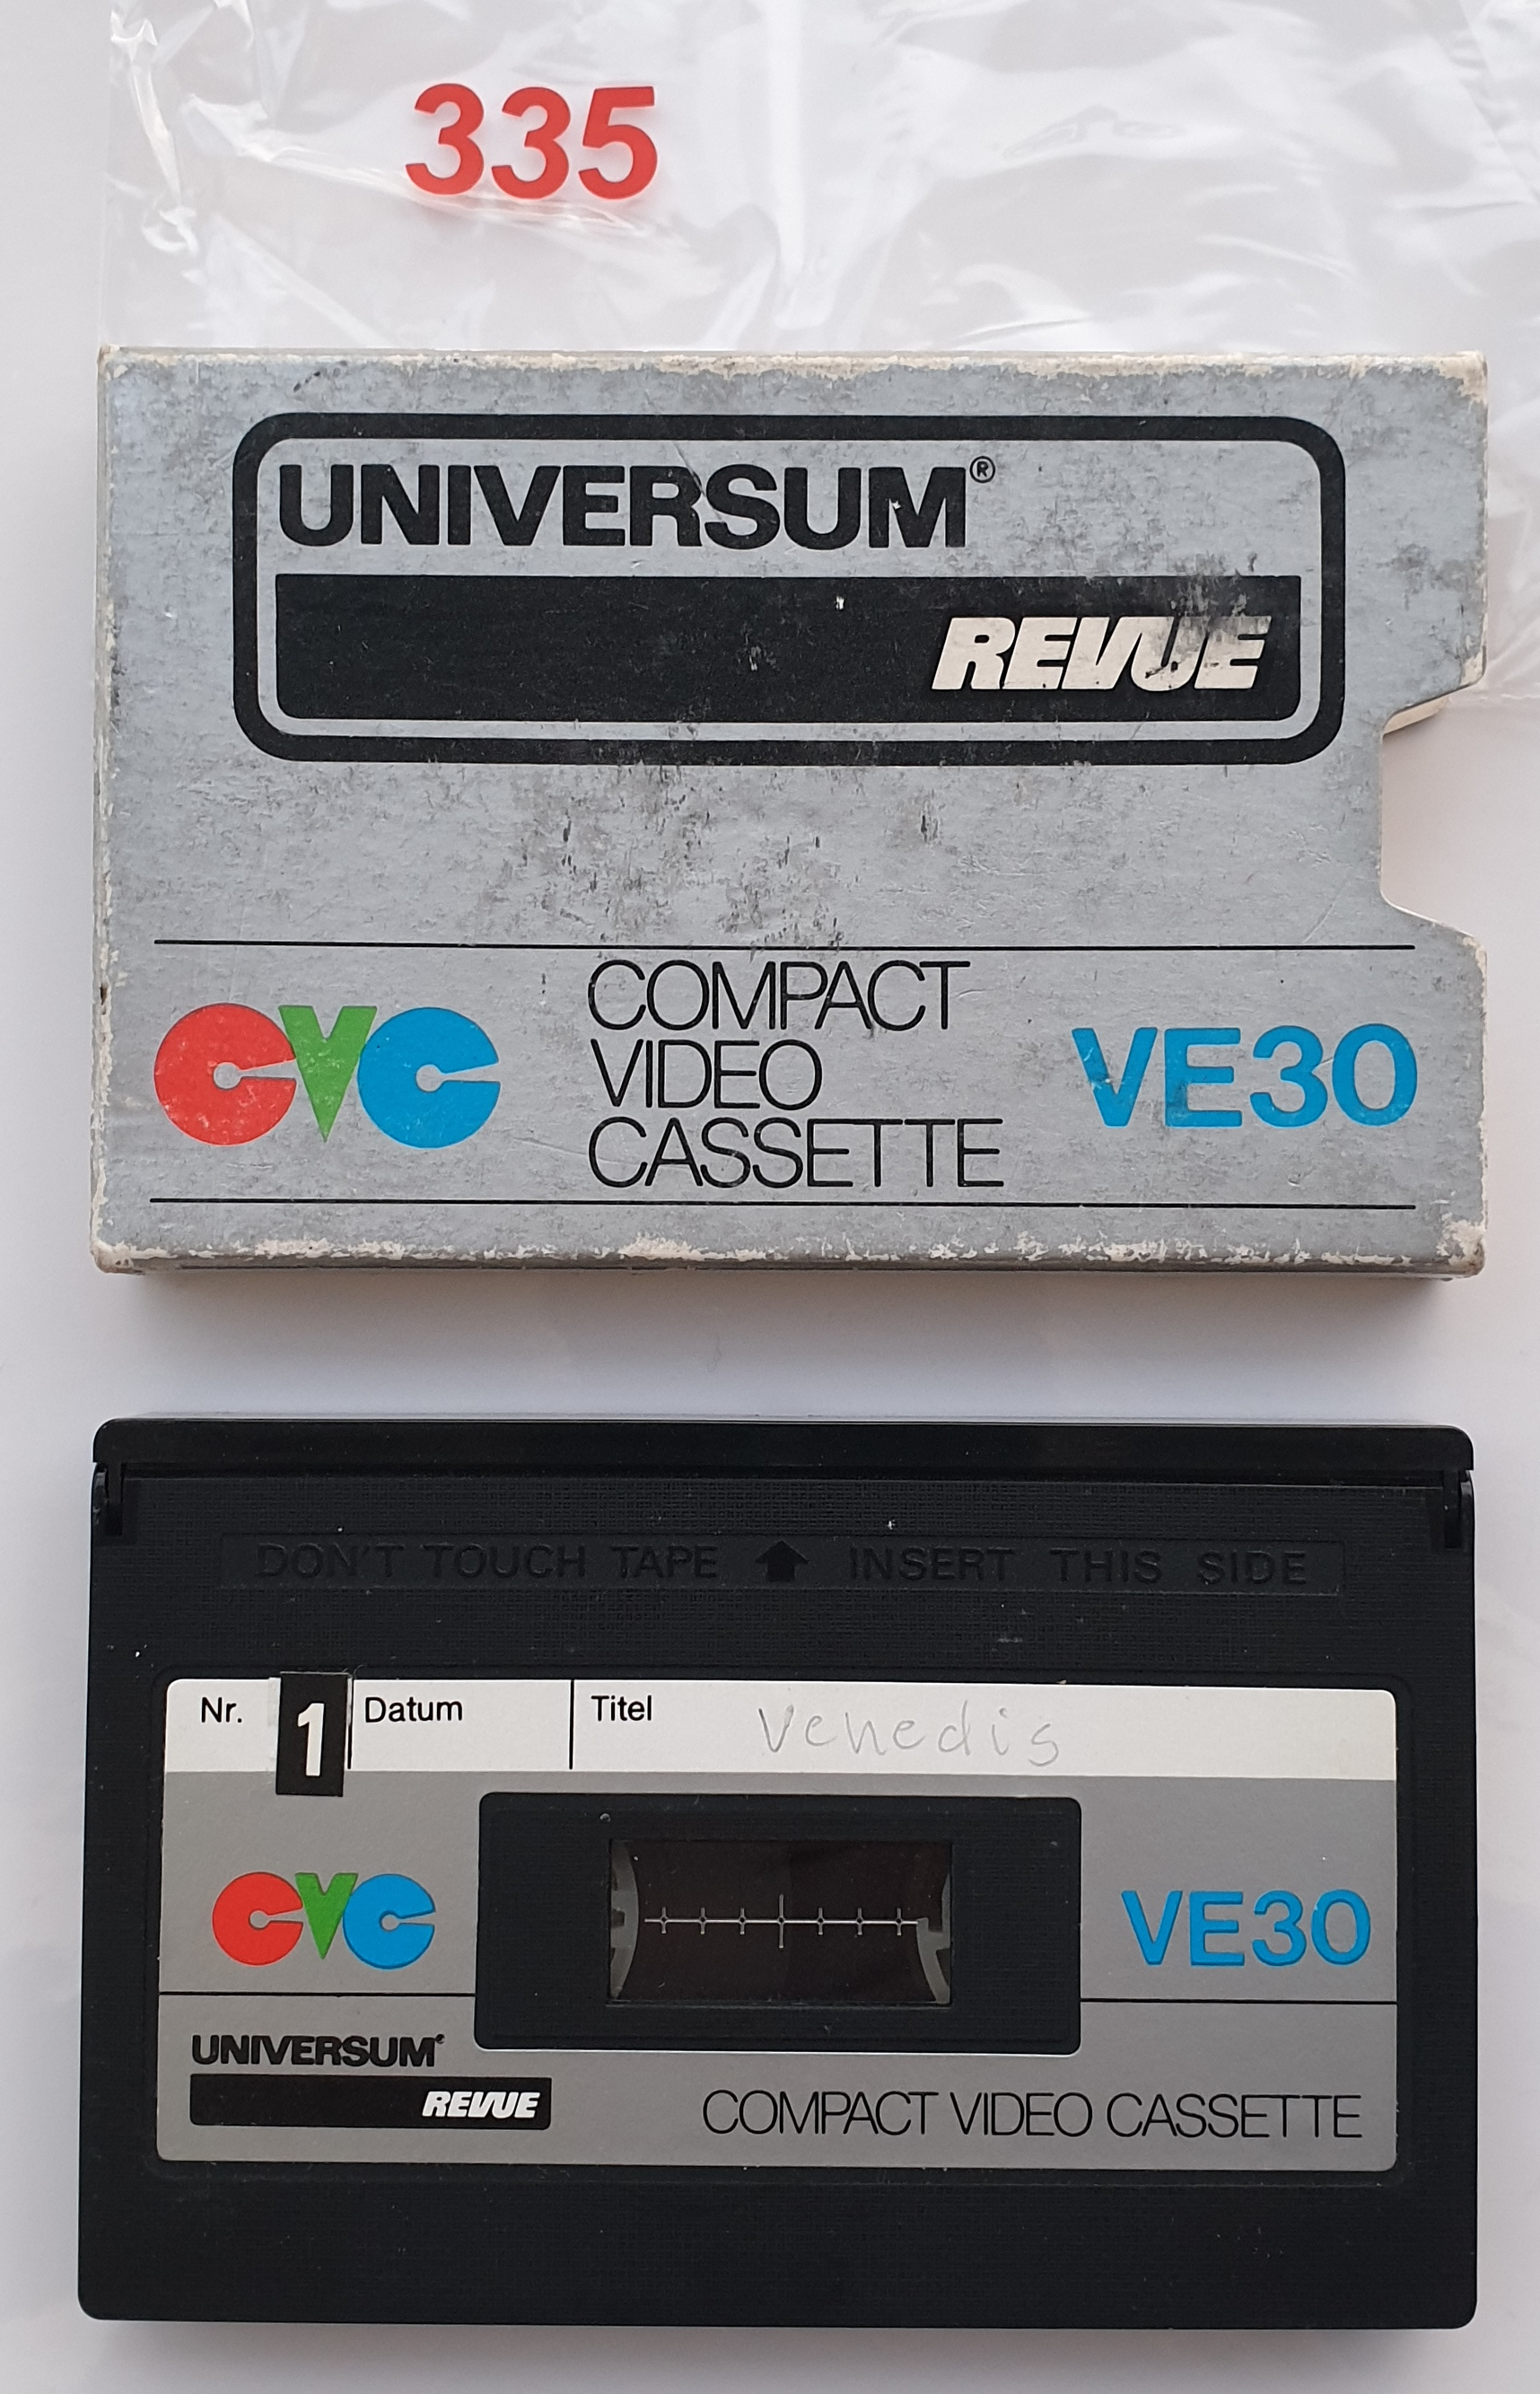 335
UNIVERSUM®
REVUE
CVC
COMPACT
VIDEO
CASSETTE
VE30
DON'T TOUCH TAPE INSERT THIS SIDE
Nr. 1 Datum Titel Venedis
CVC
VE30
UNIVERSUM®
REVUE
COMPACT VIDEO CASSETTE